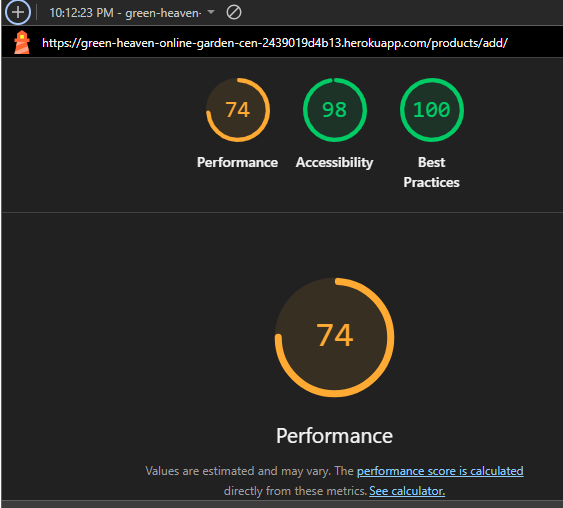 10:12:23 PM - green-heaven-
https://green-heaven-online-garden-cen-2439019d4b13.herokuapp.com/products/add/
74 98 100
Performance Accessibility Best
Practices
74
Performance
Values are estimated and may vary. The performance score is calculated
directly from these metrics. See calculator.